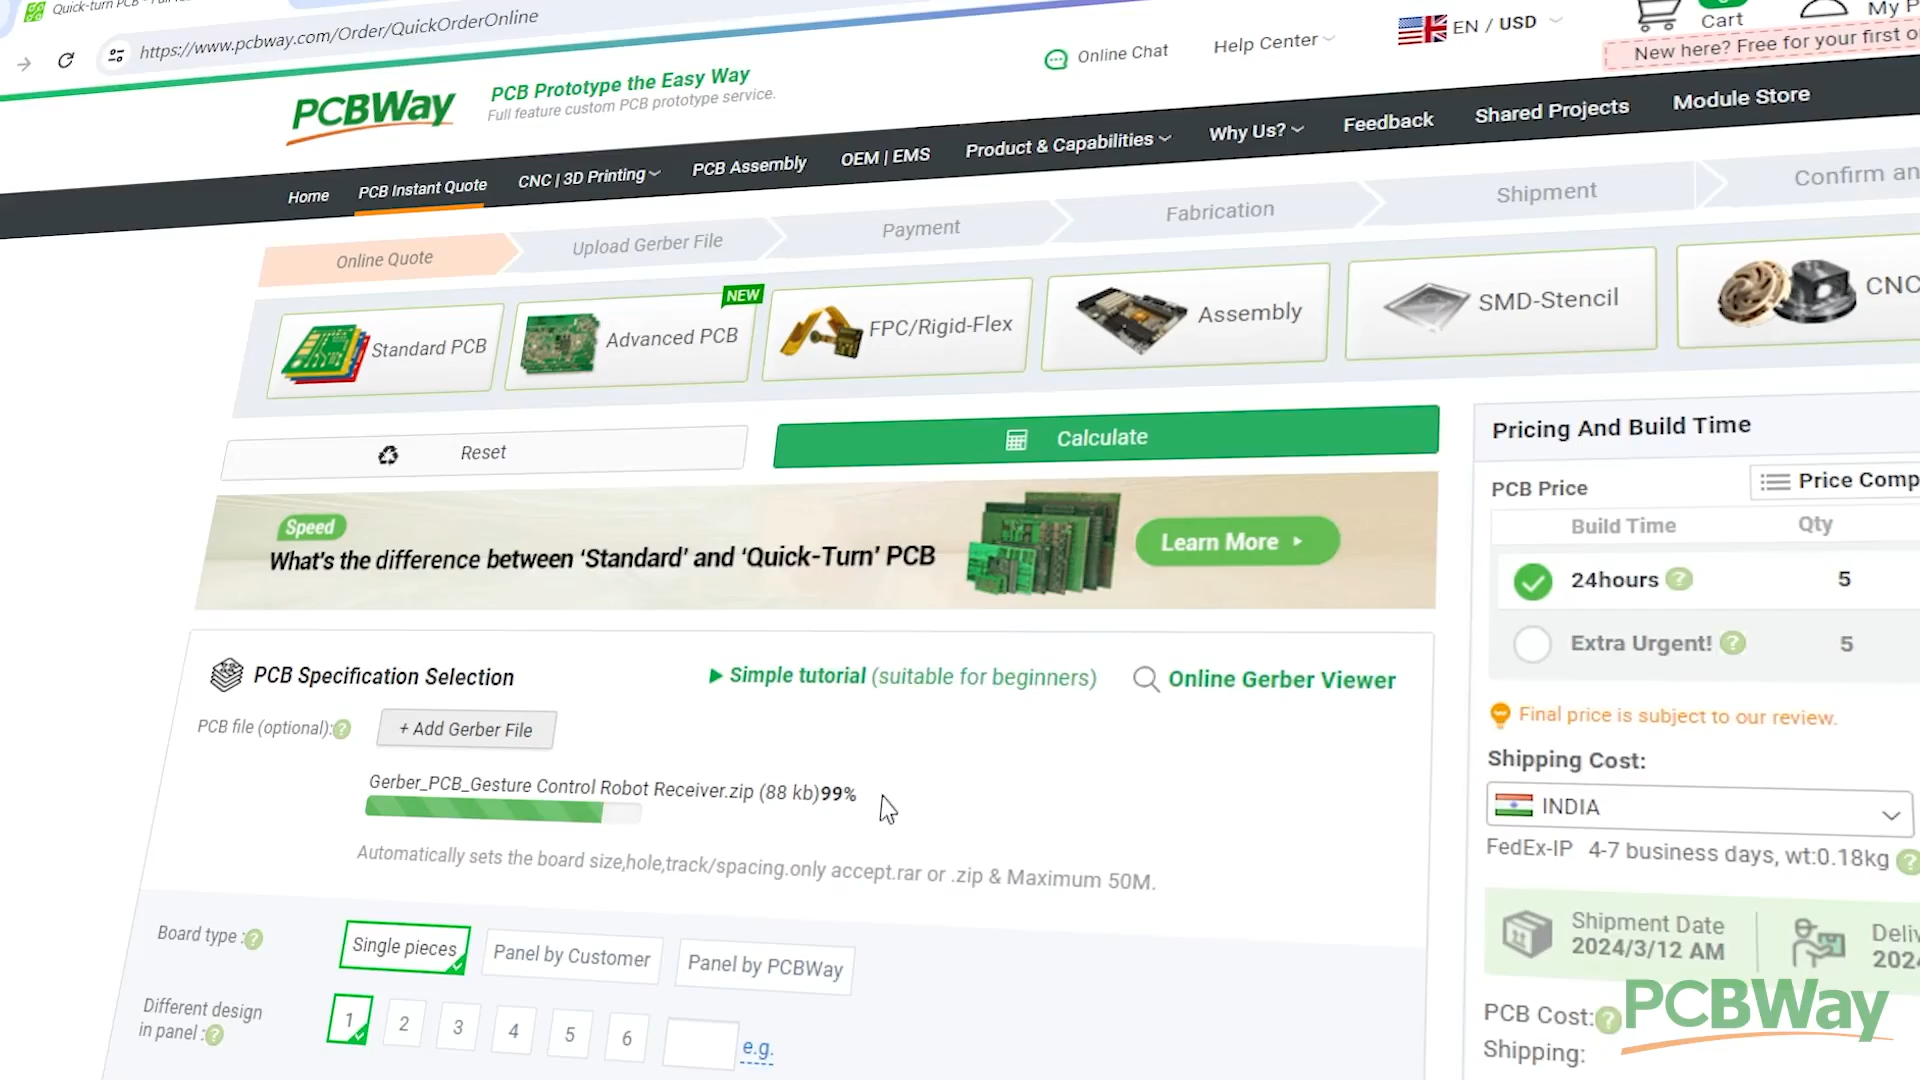 Quick-turn PCB
https://www.pcbway.com/Order/QuickOrderOnline
PCBWay
PCB Prototype the Easy Way
Full feature custom PCB prototype service.
Online Chat
Help Center
EN / USD
Cart
My
New here? Free for your first
Home
PCB Instant Quote
CNC | 3D Printing
PCB Assembly
OEM | EMS
Product & Capabilities
Why Us?
Feedback
Shared Projects
Module Store
Online Quote
Upload Gerber File
Payment
Fabrication
Shipment
Confirm
Standard PCB
NEW
Advanced PCB
FPC/Rigid-Flex
Assembly
SMD-Stencil
CNC
Reset
Calculate
Speed
What's the difference between 'Standard' and 'Quick-Turn' PCB
Learn More
PCB Specification Selection
Simple tutorial (suitable for beginners)
Online Gerber Viewer
PCB file (optional):?
+ Add Gerber File
Gerber_PCB_Gesture Control Robot Receiver.zip (88 kb)99%
Automatically sets the board size,hole,track/spacing.only accept.rar or .zip & Maximum 50M.
Board type :?
Single pieces
Panel by Customer
Panel by PCBWay
Different design
in panel :?
1
2
3
4
5
6
e.g.
Pricing And Build Time
PCB Price
Price Comp
Build Time
Qty
24hours ?
5
Extra Urgent! ?
5
Final price is subject to our review.
Shipping Cost:
INDIA
FedEx-IP 4-7 business days, wt:0.18kg ?
Shipment Date
2024/3/12 AM
Deliv
2024
PCB Cost:?
Shipping:
PCBWay